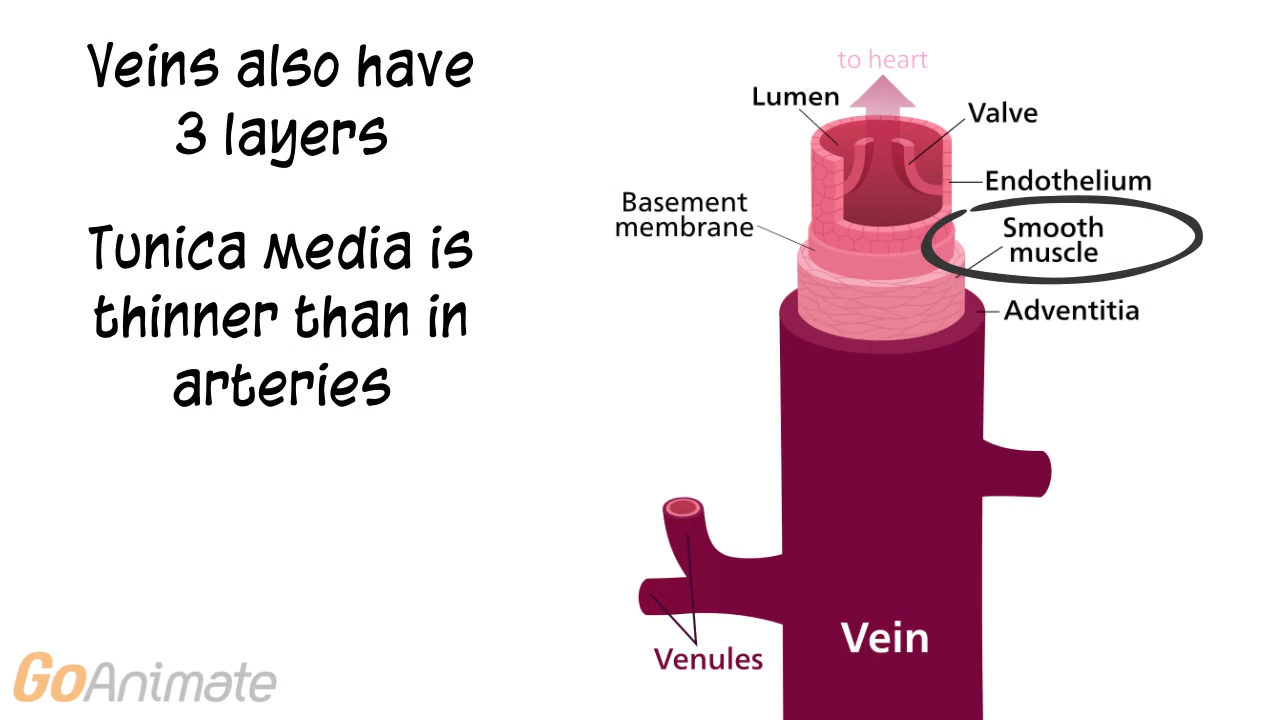 Veins also have
3 layers
Tunica media is
thinner than in
arteries
to heart
Lumen
Valve
Endothelium
Basement
membrane
Smooth
muscle
Adventitia
Vein
Venules
GoAnimate